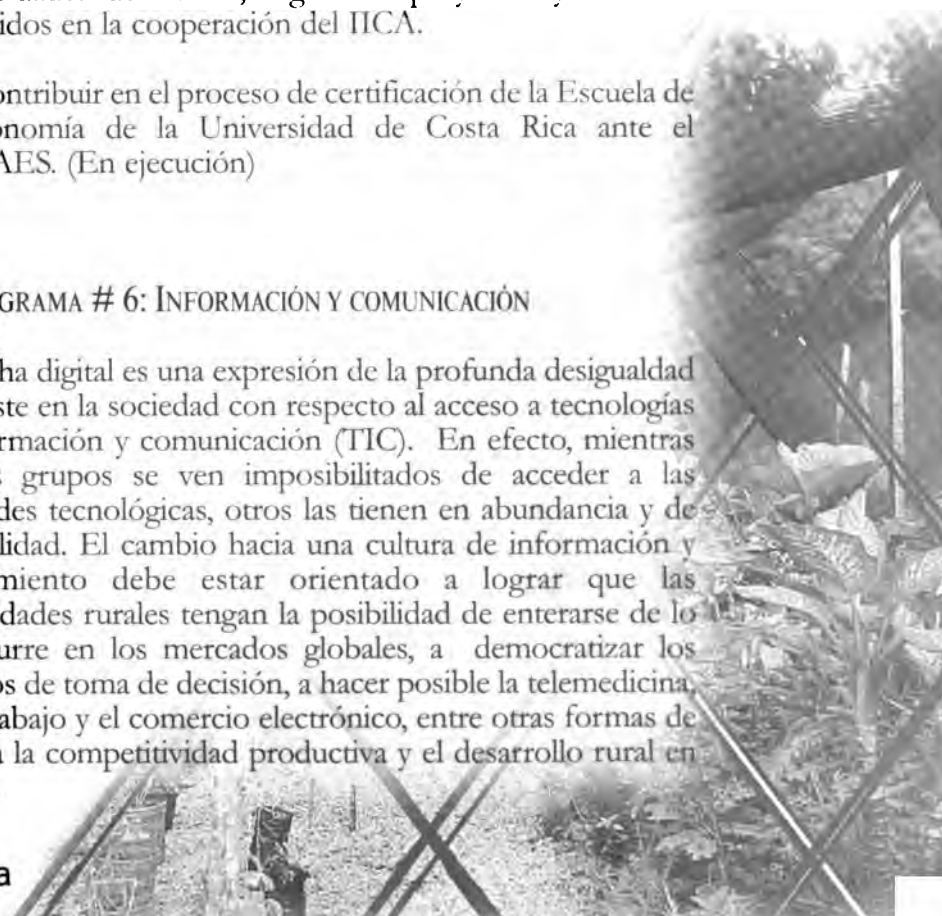 idos en la cooperación del IICA.
ontribuir en el proceso de certificación de la Escuela de
onomía de la Universidad de Costa Rica ante el
AES. (En ejecución)
GRAMA # 6: INFORMACIÓN Y COMUNICACIÓN
ha digital es una expresión de la profunda desigualdad
ste en la sociedad con respecto al acceso a tecnologías
rmación y comunicación (TIC). En efecto, mientras
s grupos se ven imposibilitados de acceder a las
des tecnológicas, otros las tienen en abundancia y de
lidad. El cambio hacia una cultura de información y
miento debe estar orientado a lograr que las
dades rurales tengan la posibilidad de enterarse de lo
urre en los mercados globales, a democratizar los
os de toma de decisión, a hacer posible la telemedicina,
abajo y el comercio electrónico, entre otras formas de
a la competitividad productiva y el desarrollo rural en
a